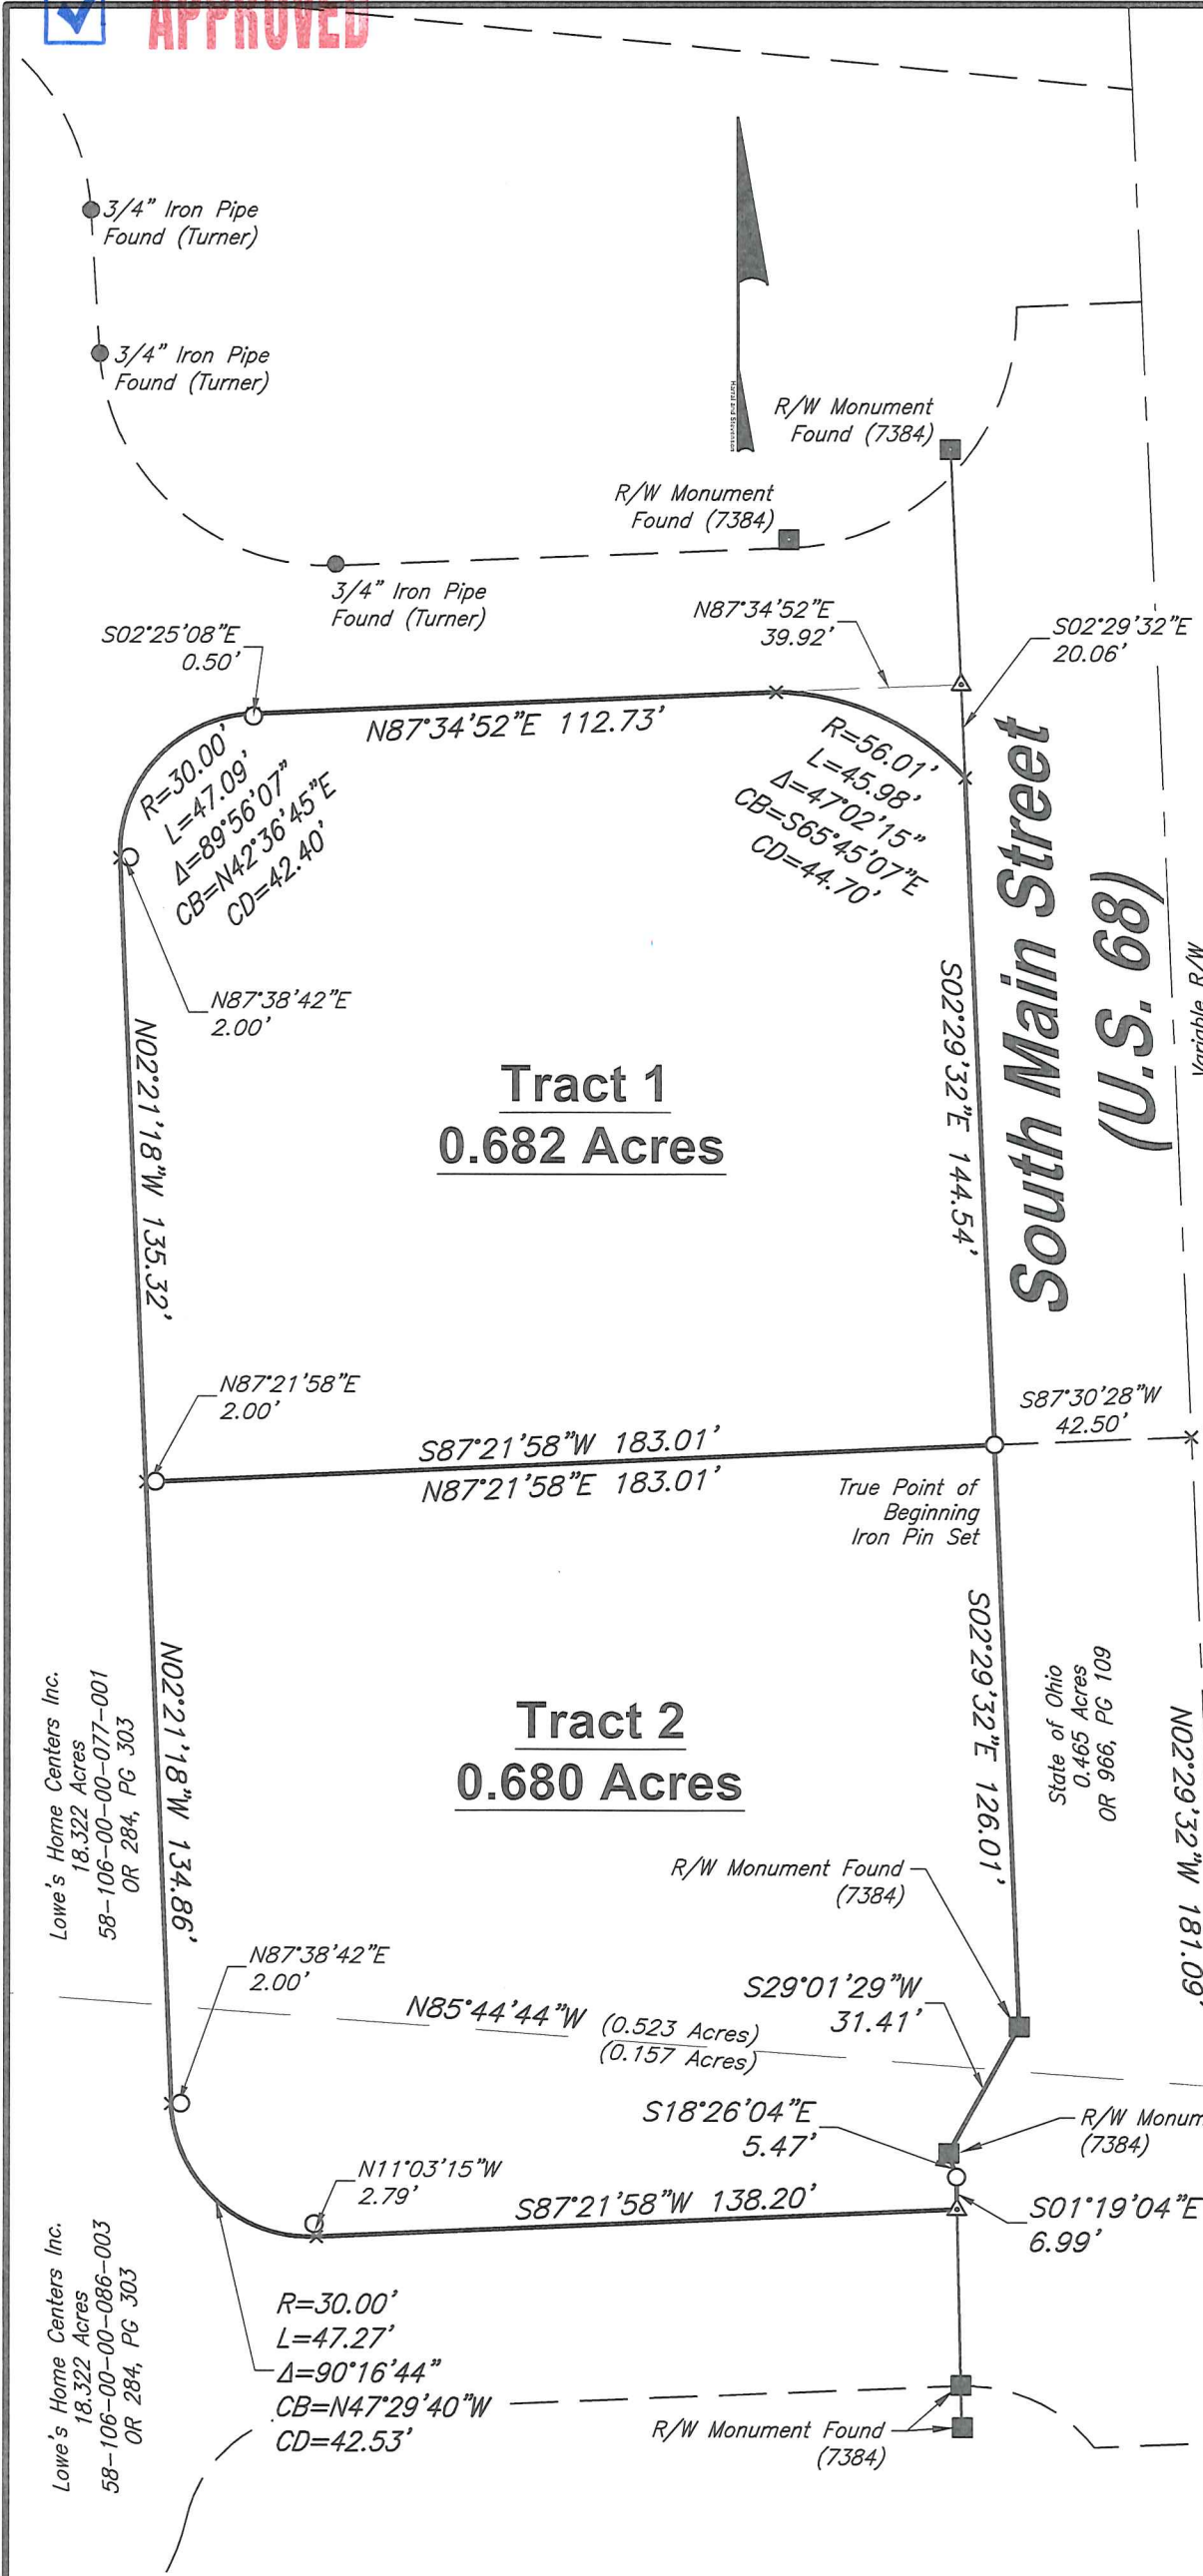 APPROVED
3/4" Iron Pipe
Found (Turner)
3/4" Iron Pipe
Found (Turner)
Harral and Stevenson
R/W Monument
Found (7384)
R/W Monument
Found (7384)
3/4" Iron Pipe
Found (Turner)
N87°34'52"E
39.92'
S02°25'08"E
0.50'
S02°29'32"E
20.06'
N87°34'52"E 112.73'
R=30.00'
L=47.09'
Δ=89°56'07"
CB=N42°36'45"E
CD=42.40'
R=56.01'
L=45.98'
Δ=47°02'15"
CB=S65°45'07"E
CD=44.70'
South Main Street
(U.S. 68)
Variable R/W
N87°38'42"E
2.00'
N02°21'18"W 135.32'
S02°29'32"E 144.54'
Tract 1
0.682 Acres
N87°21'58"E
2.00'
S87°30'28"W
42.50'
S87°21'58"W 183.01'
N87°21'58"E 183.01'
True Point of
Beginning
Iron Pin Set
Lowe's Home Centers Inc.
18.322 Acres
58-106-00-00-077-001
OR 284, PG 303
N02°21'18"W 134.86'
Tract 2
0.680 Acres
S02°29'32"E 126.01'
State of Ohio
0.465 Acres
OR 966, PG 109
N02°29'32"W 181.09'
R/W Monument Found
(7384)
N87°38'42"E
2.00'
S29°01'29"W
31.41'
N85°44'44"W
(0.523 Acres)
(0.157 Acres)
S18°26'04"E
5.47'
R/W Monum
(7384)
N11°03'15"W
2.79'
S87°21'58"W 138.20'
S01°19'04"E
6.99'
Lowe's Home Centers Inc.
18.322 Acres
58-106-00-00-086-003
OR 284, PG 303
R=30.00'
L=47.27'
Δ=90°16'44"
CB=N47°29'40"W
CD=42.53'
R/W Monument Found
(7384)